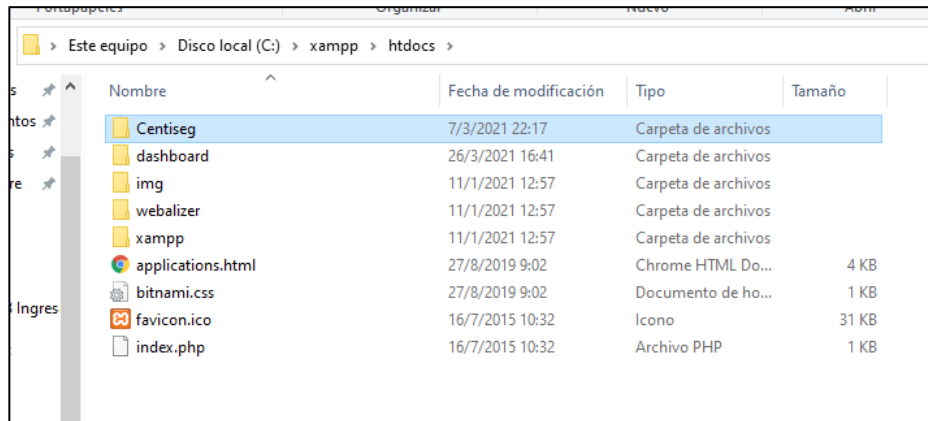 Este equipo > Disco local (C:) > xampp > htdocs >
Nombre Fecha de modificación Tipo Tamaño
Centiseg 7/3/2021 22:17 Carpeta de archivos
dashboard 26/3/2021 16:41 Carpeta de archivos
img 11/1/2021 12:57 Carpeta de archivos
webalizer 11/1/2021 12:57 Carpeta de archivos
xampp 11/1/2021 12:57 Carpeta de archivos
applications.html 27/8/2019 9:02 Chrome HTML Do... 4 KB
bitnami.css 27/8/2019 9:02 Documento de ho... 1 KB
Ingres
favicon.ico 16/7/2015 10:32 Icono 31 KB
index.php 16/7/2015 10:32 Archivo PHP 1 KB